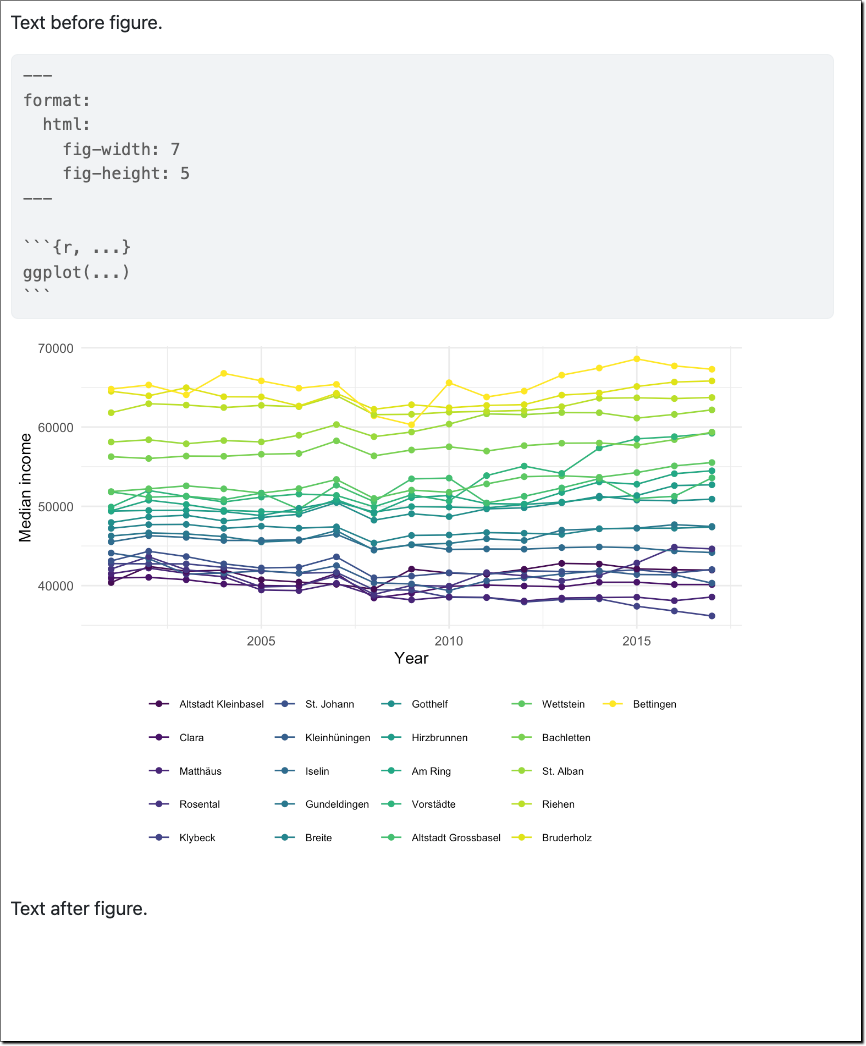 Text before figure.
---
format:
  html:
    fig-width: 7
    fig-height: 5
---
```{r, ...}
ggplot(...)
```
70000
60000
50000
40000
Median income
2005 2010 2015
Year
Altstadt Kleinbasel St. Johann Gotthelf Wettstein Bettingen
Clara Kleinhüningen Hirzbrunnen Bachletten
Matthäus Iselin Am Ring St. Alban
Rosental Gundeldingen Vorstädte Riehen
Klybeck Breite Altstadt Grossbasel Bruderholz
Text after figure.